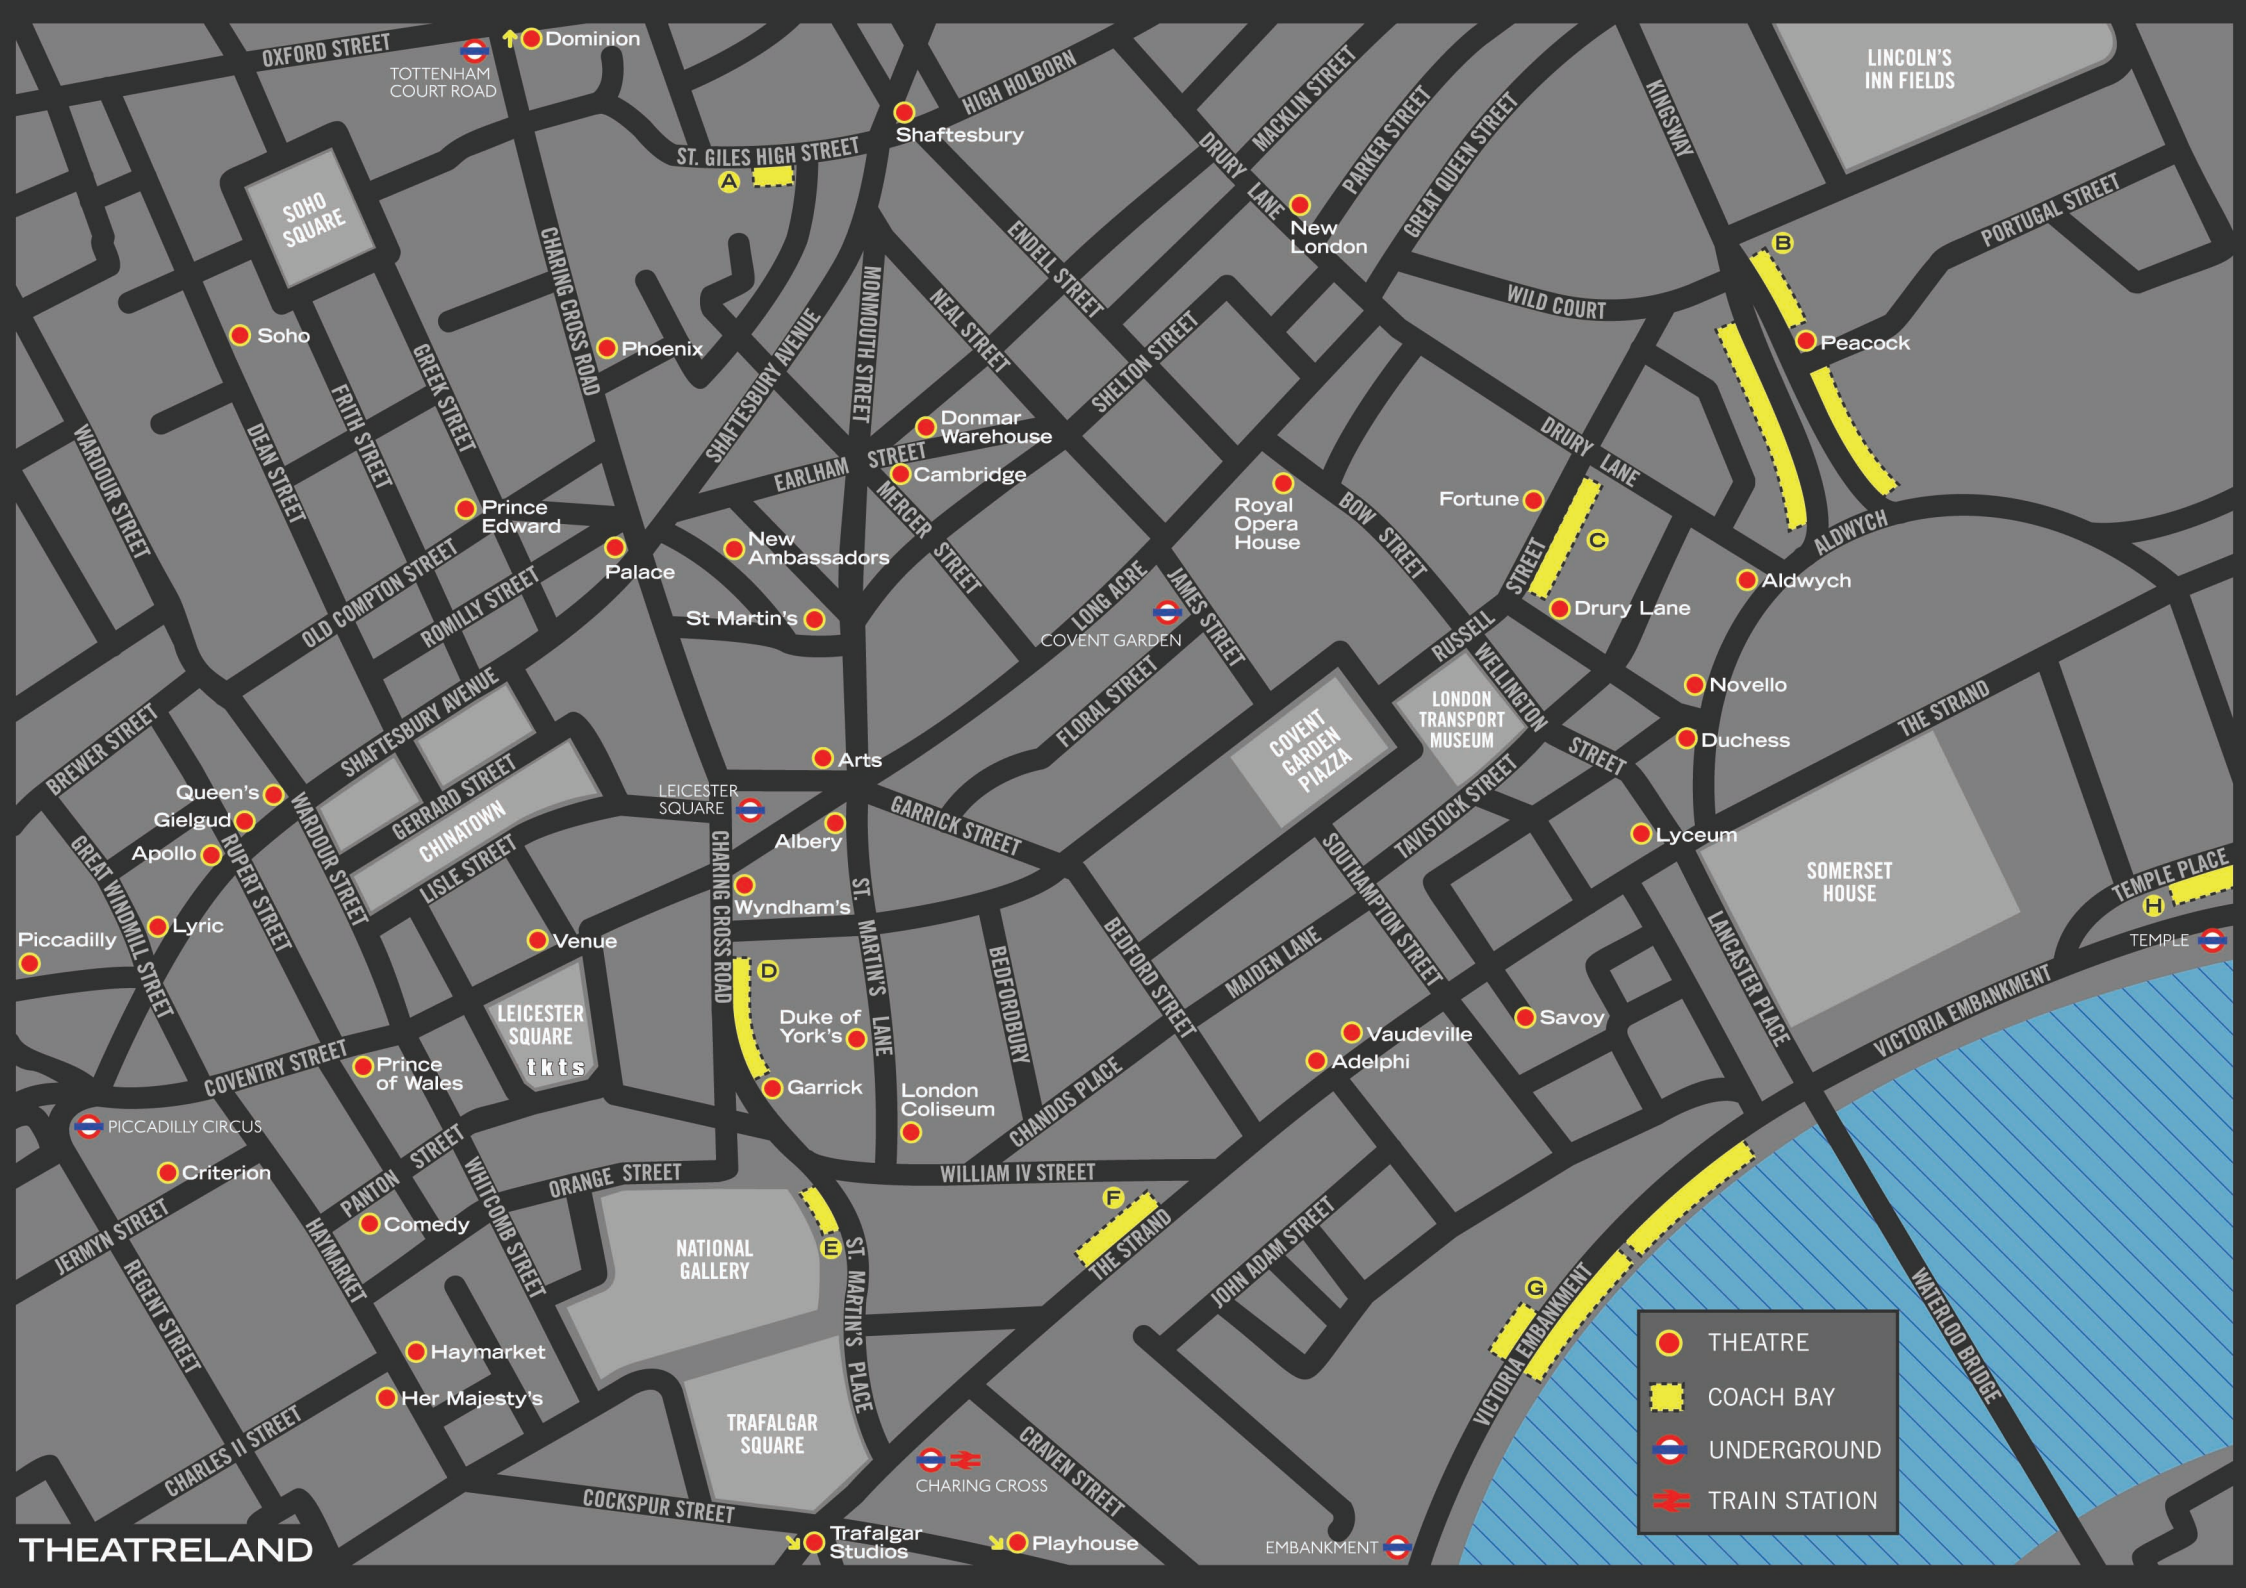 OXFORD STREET
TOTTENHAM
COURT ROAD
Dominion
Shaftesbury
HIGH HOLBORN
ST. GILES HIGH STREET
A
MACKLIN STREET
PARKER STREET
GREAT QUEEN STREET
KINGSWAY
LINCOLN'S
INN FIELDS
SOHO
SQUARE
CHARING CROSS ROAD
DRURY LANE
New
London
ENDELL STREET
PORTUGAL STREET
B
WILD COURT
Soho
Phoenix
MONMOUTH STREET
NEAL STREET
SHELTON STREET
Peacock
SHAFTESBURY AVENUE
GREEK STREET
FRITH STREET
DEAN STREET
WARDOUR STREET
Donmar
Warehouse
EARLHAM STREET
Cambridge
MERCER STREET
Prince
Edward
Palace
New
Ambassadors
St Martin's
Royal
Opera
House
BOW STREET
DRURY LANE
Fortune
C
Drury Lane
RUSSELL STREET
ALDWYCH
Aldwych
OLD COMPTON STREET
ROMILLY STREET
LONG ACRE
JAMES STREET
COVENT GARDEN
FLORAL STREET
WELLINGTON STREET
LONDON
TRANSPORT
MUSEUM
COVENT
GARDEN
PIAZZA
Novello
Duchess
THE STRAND
BREWER STREET
SHAFTESBURY AVENUE
GERRARD STREET
CHINATOWN
LISLE STREET
Queen's
Gielgud
Apollo
Lyric
Piccadilly
GREAT WINDMILL STREET
RUPERT STREET
WARDOUR STREET
Arts
LEICESTER
SQUARE
Albery
GARRICK STREET
Wyndham's
CHARING CROSS ROAD
ST. MARTIN'S LANE
SOUTHAMPTON STREET
TAVISTOCK STREET
Lyceum
SOMERSET
HOUSE
TEMPLE PLACE
H
TEMPLE
Venue
LEICESTER
SQUARE
tkts
D
Duke of
York's
Garrick
BEDFORDBURY
BEDFORD STREET
MAIDEN LANE
LANCASTER PLACE
VICTORIA EMBANKMENT
Savoy
Vaudeville
Adelphi
COVENTRY STREET
Prince
of Wales
London
Coliseum
CHANDOS PLACE
PICCADILLY CIRCUS
Criterion
JERMYN STREET
PANTON STREET
Comedy
WHITCOMB STREET
ORANGE STREET
WILLIAM IV STREET
HAYMARKET
REGENT STREET
NATIONAL
GALLERY
E
ST. MARTIN'S PLACE
F
THE STRAND
JOHN ADAM STREET
G
VICTORIA EMBANKMENT
WATERLOO BRIDGE
Haymarket
Her Majesty's
CHARLES II STREET
TRAFALGAR
SQUARE
COCKSPUR STREET
CHARING CROSS
CRAVEN STREET
Trafalgar
Studios
Playhouse
EMBANKMENT
THEATRE
COACH BAY
UNDERGROUND
TRAIN STATION
THEATRELAND